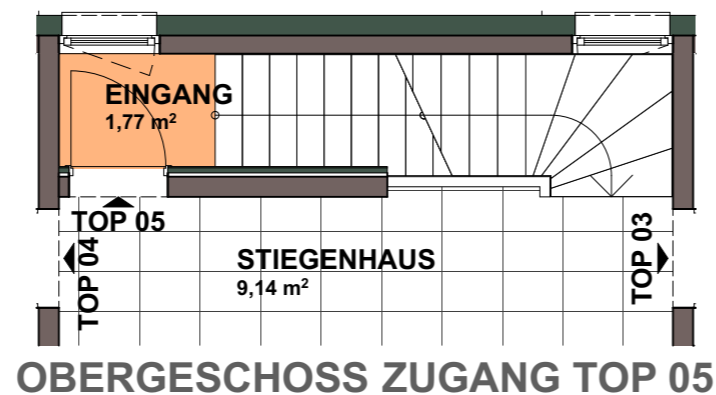 EINGANG
1,77 m²
TOP 05
TOP 04
STIEGENHAUS
9,14 m²
TOP 03
OBERGESCHOSS ZUGANG TOP 05